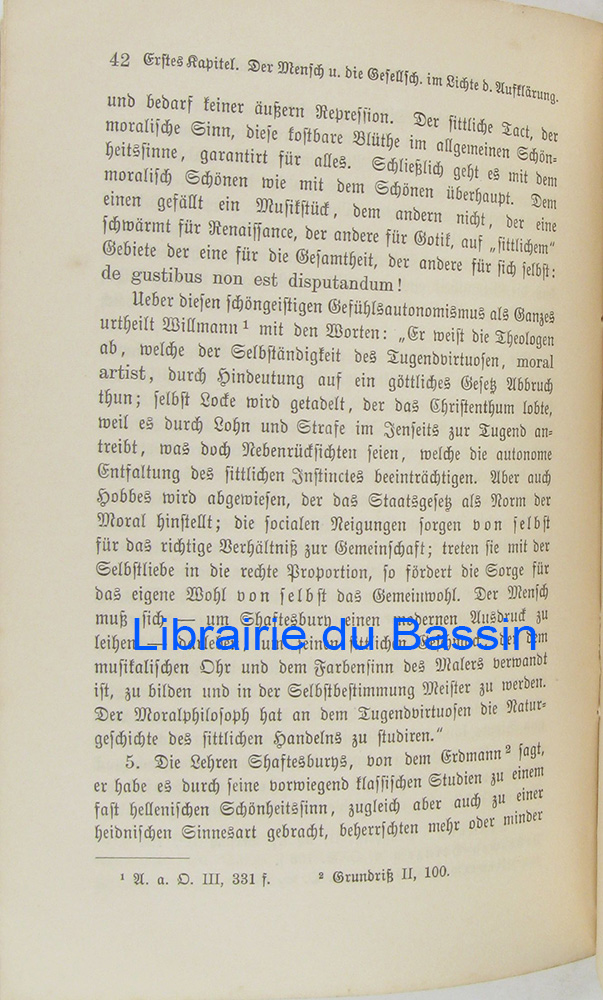 42 Erstes Kapitel. Der Mensch u. die Gesellsch. im Lichte d. Aufklärung.
und bedarf keiner äußern Repression. Der sittliche Tact, der
moralische Sinn, diese kostbare Blüthe im allgemeinen Schön-
heitssinne, garantirt für alles. Schließlich geht es mit dem
moralisch Schönen wie mit dem Schönen überhaupt. Dem
einen gefällt ein Musikstück, dem andern nicht, der eine
schwärmt für Renaissance, der andere für Gotik, auf „sittlichem“
Gebiete der eine für die Gesamtheit, der andere für sich selbst:
de gustibus non est disputandum!
Ueber diesen schöngeistigen Gefühlsautonomismus als Ganzes
urtheilt Willmann¹ mit den Worten: „Er weist die Theologen
ab, welche der Selbständigkeit des Tugendvirtuosen, moral
artist, durch Hindeutung auf ein göttliches Gesetz Abbruch
thun; selbst Locke wird getadelt, der das Christenthum lobte,
weil es durch Lohn und Strafe im Jenseits zur Tugend an-
treibt, was doch Nebenrücksichten seien, welche die autonome
Entfaltung des sittlichen Instinctes beeinträchtigen. Aber auch
Hobbes wird abgewiesen, der das Staatsgesetz als Norm der
Moral hinstellt; die socialen Neigungen sorgen von selbst
für das richtige Verhältniß zur Gemeinschaft; treten sie mit der
Selbstliebe in die rechte Proportion, so fördert die Sorge für
das eigene Wohl von selbst das Gemeinwohl. Der Mensch
muß sich — um Shaftesbury einen modernen Ausdruck zu
leihen — der dem
Librairie du Bassin
musikalischen Ohr und dem Farbensinn des Malers verwandt
ist, zu bilden und in der Selbstbestimmung Meister zu werden.
Der Moralphilosoph hat an dem Tugendvirtuosen die Natur-
geschichte des sittlichen Handelns zu studiren.“
5. Die Lehren Shaftesburys, von dem Erdmann² sagt,
er habe es durch seine vorwiegend klassischen Studien zu einem
fast hellenischen Schönheitssinn, zugleich aber auch zu einer
heidnischen Sinnesart gebracht, beherrschten mehr oder minder
¹ A. a. O. III, 331 f. ² Grundriß II, 100.